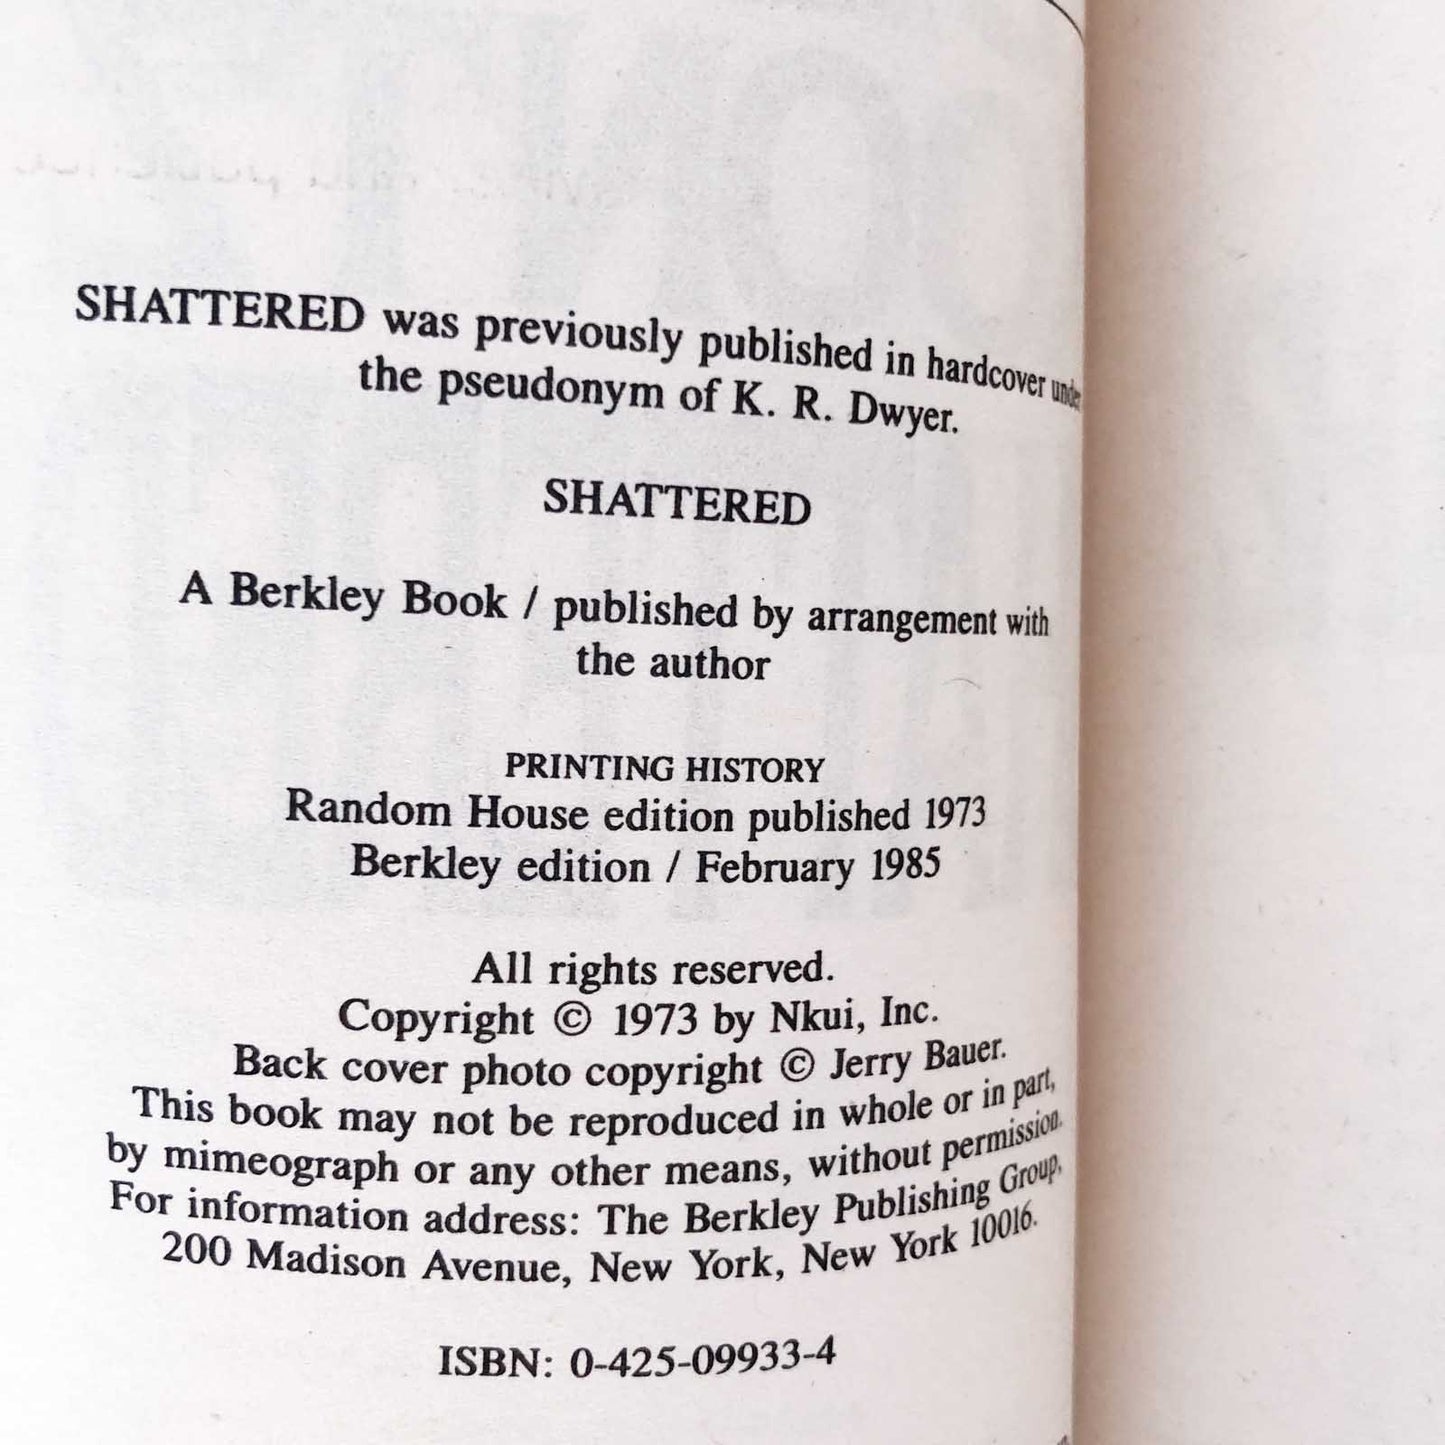 SHATTERED was previously published in hardcover under
the pseudonym of K. R. Dwyer.
SHATTERED
A Berkley Book / published by arrangement with
the author
PRINTING HISTORY
Random House edition published 1973
Berkley edition / February 1985
All rights reserved.
Copyright © 1973 by Nkui, Inc.
Back cover photo copyright © Jerry Bauer.
This book may not be reproduced in whole or in part,
by mimeograph or any other means, without permission.
For information address: The Berkley Publishing Group,
200 Madison Avenue, New York, New York 10016.
ISBN: 0-425-09933-4